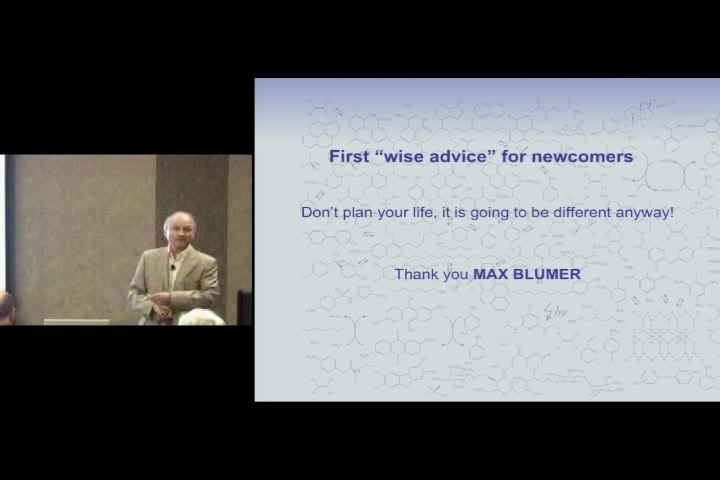 First “wise advice” for newcomers
Don't plan your life, it is going to be different anyway!
Thank you MAX BLUMER